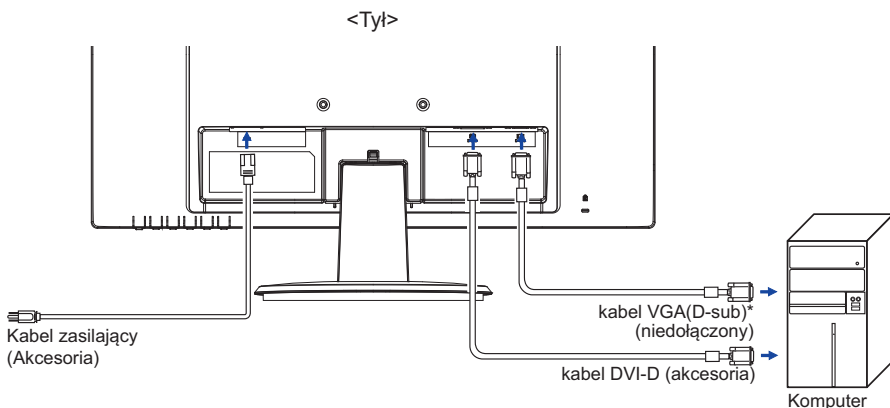 <Tył>
kabel VGA(D-sub)*
(niedołączony)
Kabel zasilający
(Akcesoria)
kabel DVI-D (akcesoria)
Komputer